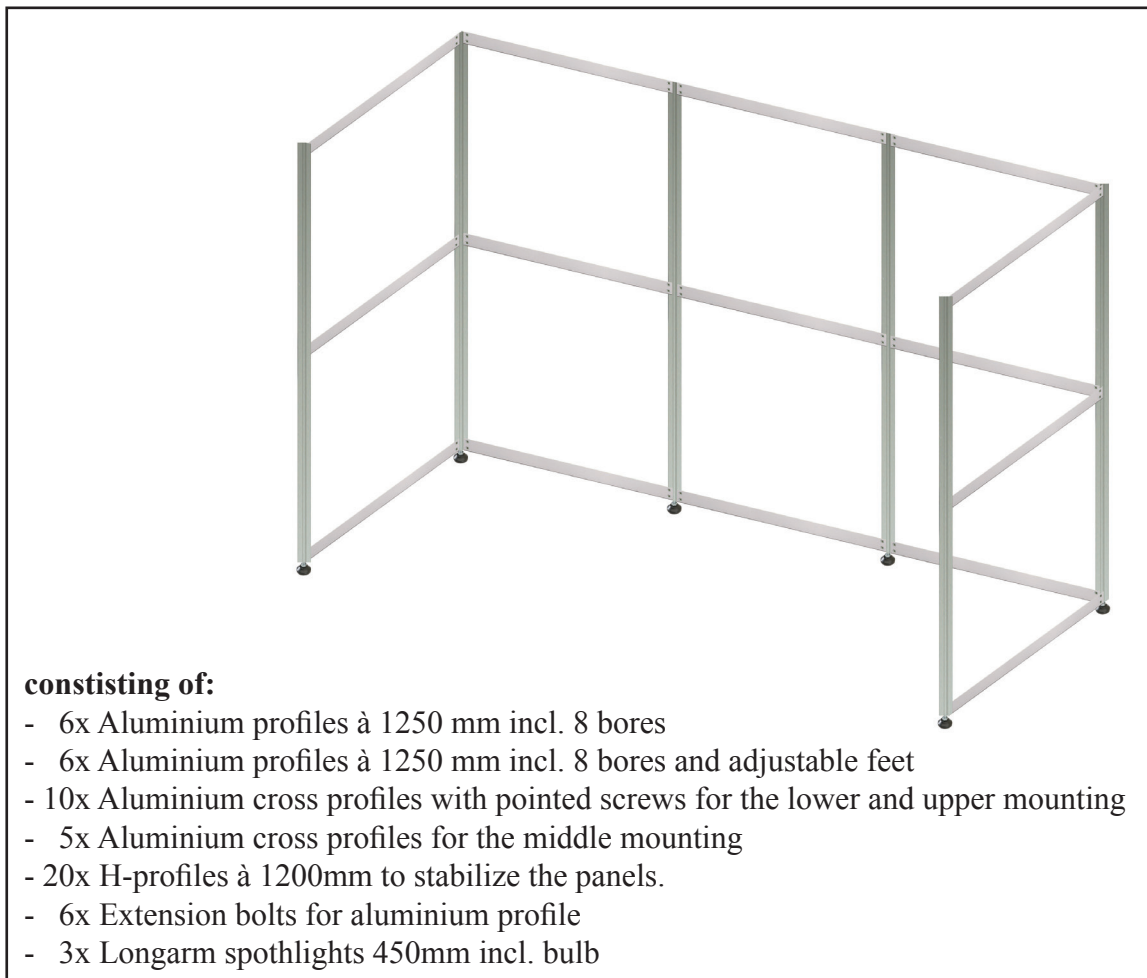 constisting of:
- 6x Aluminium profiles à 1250 mm incl. 8 bores
- 6x Aluminium profiles à 1250 mm incl. 8 bores and adjustable feet
- 10x Aluminium cross profiles with pointed screws for the lower and upper mounting
- 5x Aluminium cross profiles for the middle mounting
- 20x H-profiles à 1200mm to stabilize the panels.
- 6x Extension bolts for aluminium profile
- 3x Longarm spothlights 450mm incl. bulb